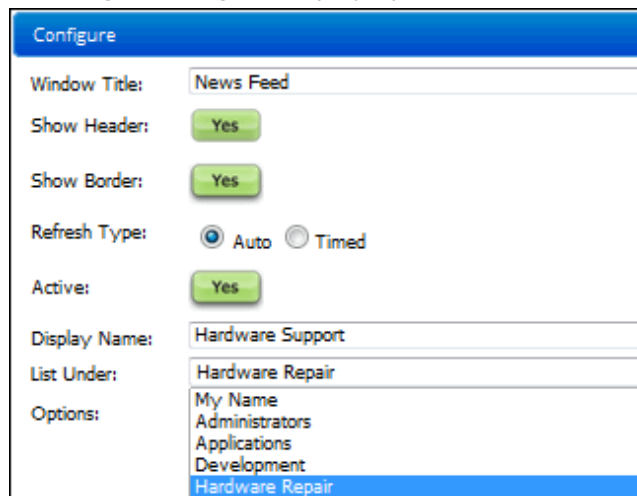 Configure
Window Title: News Feed
Show Header: Yes
Show Border: Yes
Refresh Type: Auto Timed
Active: Yes
Display Name: Hardware Support
List Under: Hardware Repair
My Name
Options: Administrators
Applications
Development
Hardware Repair